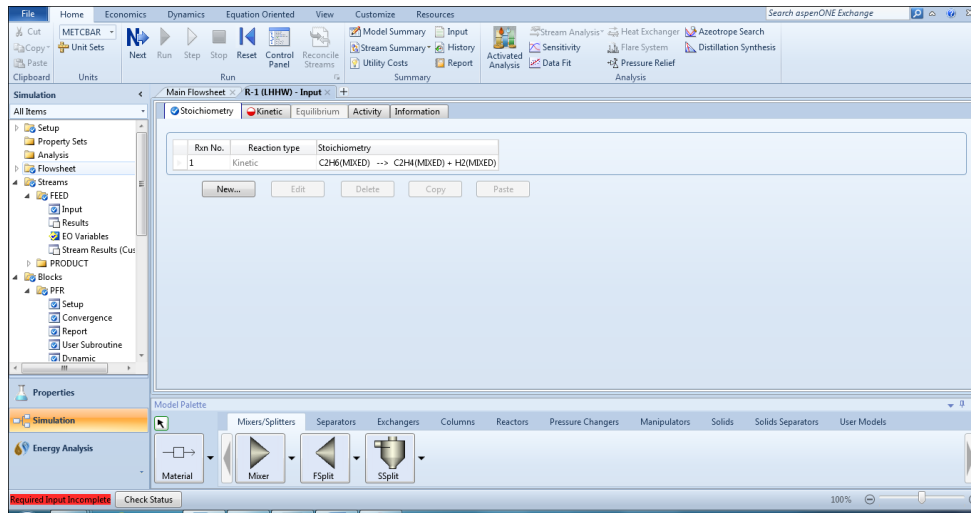 File Home Economics Dynamics Equation Oriented View Customize Resources Search aspenONE Exchange
Cut METCBAR Model Summary Input Stream Analysis Heat Exchanger Azeotrope Search
Copy Unit Sets Next Run Step Stop Reset Control Panel Reconcile Streams Stream Summary History Activated Analysis Sensitivity Flare System Distillation Synthesis
Paste Utility Costs Report Data Fit Pressure Relief
Clipboard Units Run Summary Analysis
Simulation Main Flowsheet R-1 (LHHW) - Input
All Items Stoichiometry Kinetic Equilibrium Activity Information
Setup
Property Sets
Analysis
Flowsheet
Streams
FEED
Input
Results
EO Variables
Stream Results (Cus
PRODUCT
Blocks
PFR
Setup
Convergence
Report
User Subroutine
Dynamic
Rxn No. Reaction type Stoichiometry
1 Kinetic C2H6(MIXED) --> C2H4(MIXED) + H2(MIXED)
New... Edit Delete Copy Paste
Properties
Simulation
Energy Analysis
Model Palette
Mixers/Splitters Separators Exchangers Columns Reactors Pressure Changers Manipulators Solids Solids Separators User Models
Material Mixer FSplit SSplit
Required Input Incomplete Check Status 100%